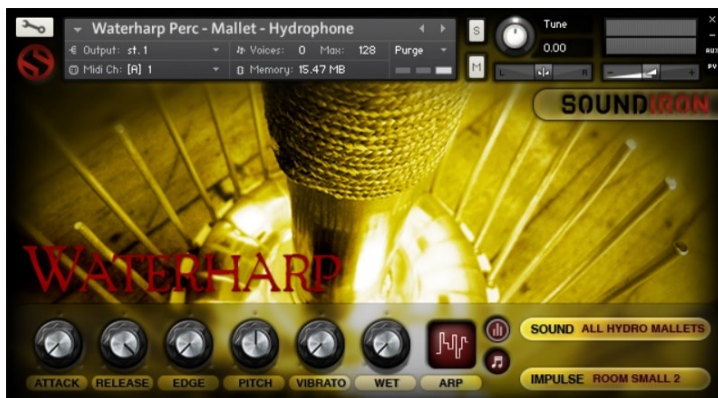 Waterharp Perc - Mallet - Hydrophone
S
Tune
Output: st.1
Voices: 0 Max: 128
Purge
0.00
AUX
Midi Ch: [A] 1
Memory: 15.47 MB
M
L R
- +
PV
SOUNDIRON
WATERHARP
SOUND ALL HYDRO MALLETS
ATTACK RELEASE EDGE PITCH VIBRATO WET ARP
IMPULSE ROOM SMALL 2